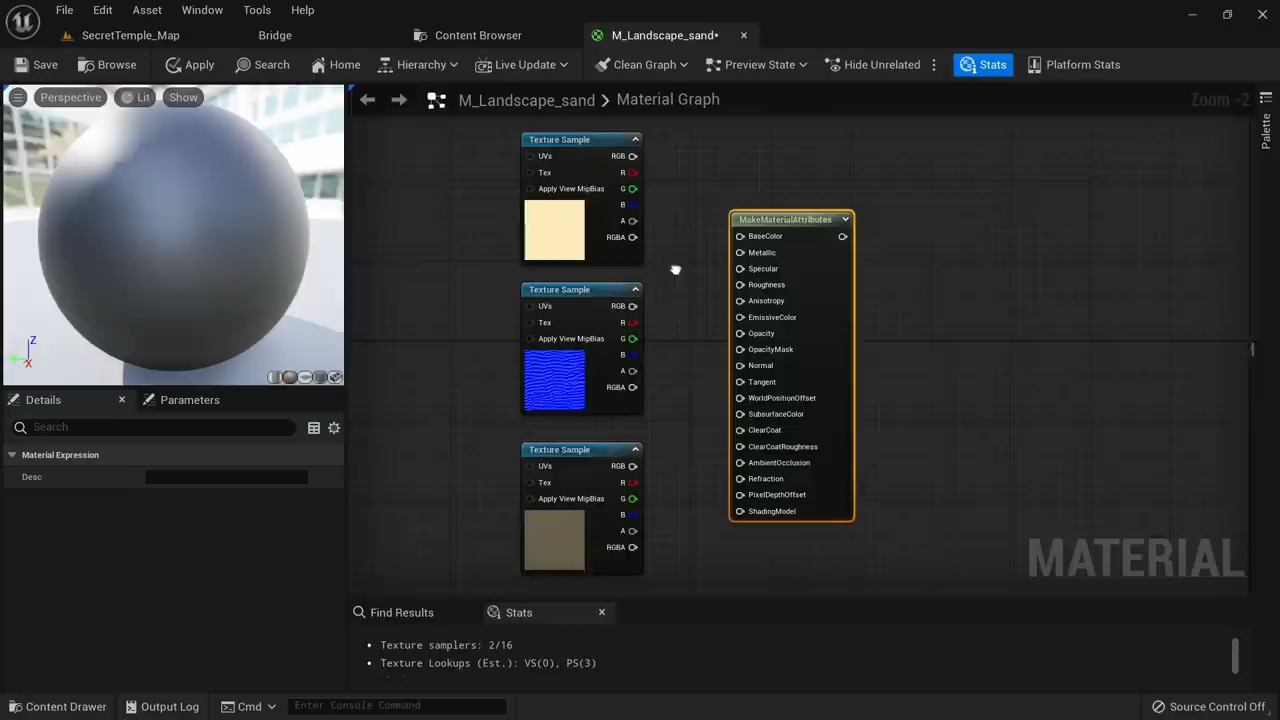 File Edit Asset Window Tools Help
SecretTemple_Map Bridge Content Browser M_Landscape_sand*
Save Browse Apply Search Home Hierarchy Live Update Clean Graph Preview State Hide Unrelated Stats Platform Stats
Perspective Lit Show
M_Landscape_sand > Material Graph
Zoom -2
Palette
Texture Sample
UVs RGB
Tex R
Apply View MipBias G
B
A
RGBA
Texture Sample
UVs RGB
Tex R
Apply View MipBias G
B
A
RGBA
Texture Sample
UVs RGB
Tex R
Apply View MipBias G
B
A
RGBA
MakeMaterialAttributes
BaseColor
Metallic
Specular
Roughness
Anisotropy
EmissiveColor
Opacity
OpacityMask
Normal
Tangent
WorldPositionOffset
SubsurfaceColor
ClearCoat
ClearCoatRoughness
AmbientOcclusion
Refraction
PixelDepthOffset
ShadingModel
MATERIAL
Z
X
Details Parameters
Search
Material Expression
Desc
Find Results Stats
• Texture samplers: 2/16
• Texture Lookups (Est.): VS(0), PS(3)
Content Drawer Output Log Cmd Enter Console Command Source Control Off